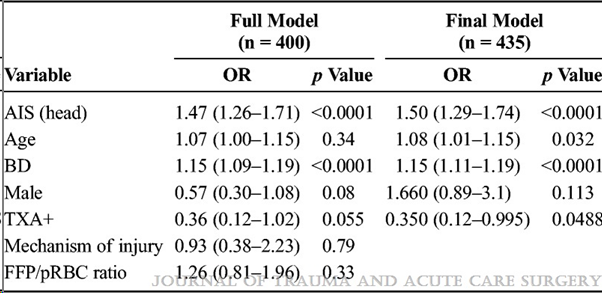 Full Model Final Model
(n = 400) (n = 435)
Variable OR p Value OR p Value
AIS (head) 1.47 (1.26–1.71) <0.0001 1.50 (1.29–1.74) <0.0001
Age 1.07 (1.00–1.15) 0.34 1.08 (1.01–1.15) 0.032
BD 1.15 (1.09–1.19) <0.0001 1.15 (1.11–1.19) <0.0001
Male 0.57 (0.30–1.08) 0.08 1.660 (0.89–3.1) 0.113
TXA+ 0.36 (0.12–1.02) 0.055 0.350 (0.12–0.995) 0.0488
Mechanism of injury 0.93 (0.38–2.23) 0.79
FFP/pRBC ratio 1.26 (0.81–1.96) 0.33
JOURNAL OF TRAUMA AND ACUTE CARE SURGERY